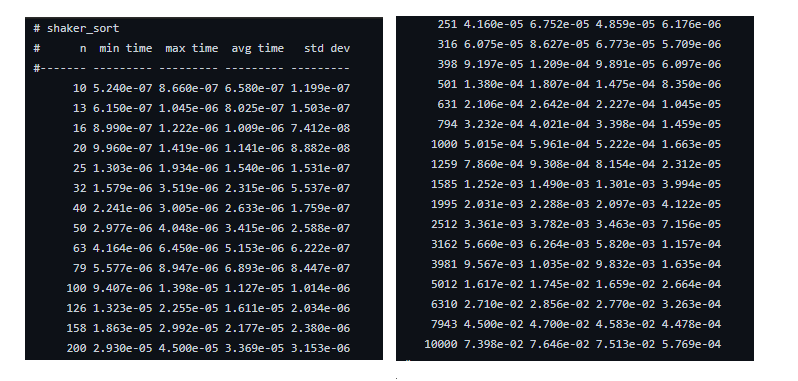 # shaker_sort
#      n  min time  max time  avg time   std dev
#------- --------- --------- --------- ---------
      10 5.240e-07 8.660e-07 6.580e-07 1.199e-07
      13 6.150e-07 1.045e-06 8.025e-07 1.503e-07
      16 8.990e-07 1.222e-06 1.009e-06 7.412e-08
      20 9.960e-07 1.419e-06 1.141e-06 8.882e-08
      25 1.303e-06 1.934e-06 1.540e-06 1.531e-07
      32 1.579e-06 3.519e-06 2.315e-06 5.537e-07
      40 2.241e-06 3.005e-06 2.633e-06 1.759e-07
      50 2.977e-06 4.048e-06 3.415e-06 2.588e-07
      63 4.164e-06 6.450e-06 5.153e-06 6.222e-07
      79 5.577e-06 8.947e-06 6.893e-06 8.447e-07
     100 9.407e-06 1.398e-05 1.127e-05 1.014e-06
     126 1.323e-05 2.255e-05 1.611e-05 2.034e-06
     158 1.863e-05 2.992e-05 2.177e-05 2.380e-06
     200 2.930e-05 4.500e-05 3.369e-05 3.153e-06
     251 4.160e-05 6.752e-05 4.859e-05 6.176e-06
     316 6.075e-05 8.627e-05 6.773e-05 5.709e-06
     398 9.197e-05 1.209e-04 9.891e-05 6.097e-06
     501 1.380e-04 1.807e-04 1.475e-04 8.350e-06
     631 2.106e-04 2.642e-04 2.227e-04 1.045e-05
     794 3.232e-04 4.021e-04 3.398e-04 1.459e-05
    1000 5.015e-04 5.961e-04 5.222e-04 1.663e-05
    1259 7.860e-04 9.308e-04 8.154e-04 2.312e-05
    1585 1.252e-03 1.490e-03 1.301e-03 3.994e-05
    1995 2.031e-03 2.288e-03 2.097e-03 4.122e-05
    2512 3.361e-03 3.782e-03 3.463e-03 7.156e-05
    3162 5.660e-03 6.264e-03 5.820e-03 1.157e-04
    3981 9.567e-03 1.035e-02 9.832e-03 1.635e-04
    5012 1.617e-02 1.745e-02 1.659e-02 2.664e-04
    6310 2.710e-02 2.856e-02 2.770e-02 3.263e-04
    7943 4.500e-02 4.700e-02 4.583e-02 4.478e-04
   10000 7.398e-02 7.646e-02 7.513e-02 5.769e-04